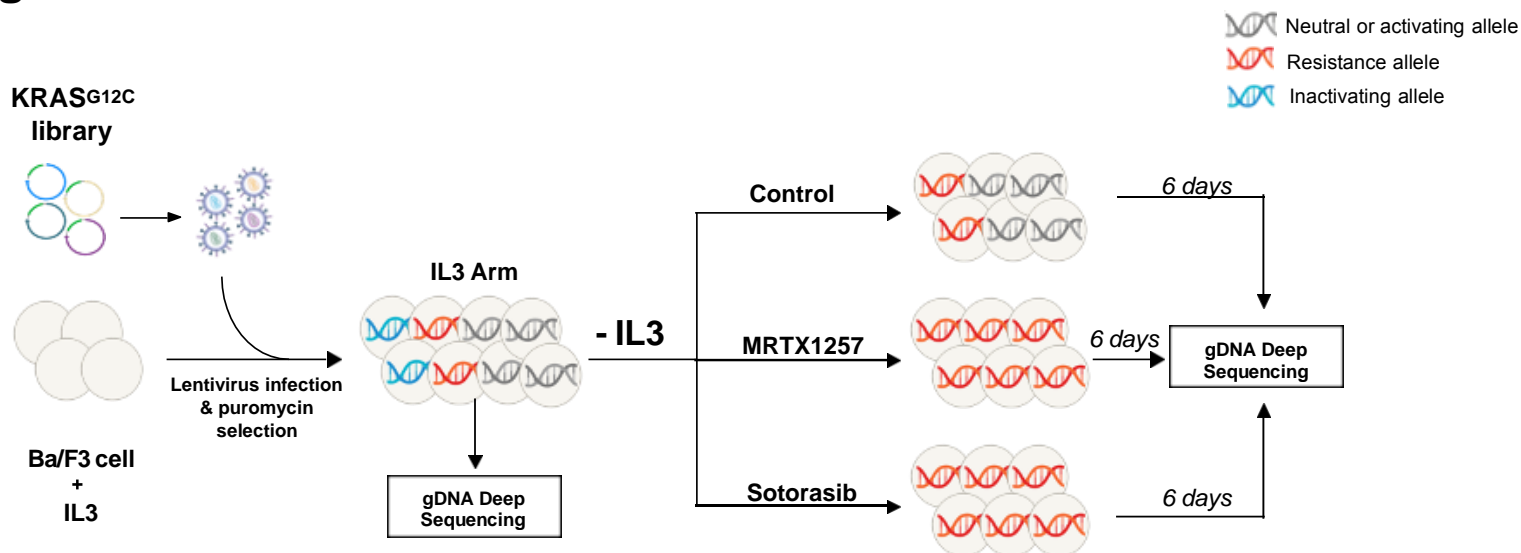 Neutral or activating allele
Resistance allele
Inactivating allele
KRASG12C
library
Ba/F3 cell
+
IL3
Lentivirus infection
& puromycin
selection
IL3 Arm
gDNA Deep
Sequencing
- IL3
Control
MRTX1257
Sotorasib
6 days
6 days
6 days
gDNA Deep
Sequencing